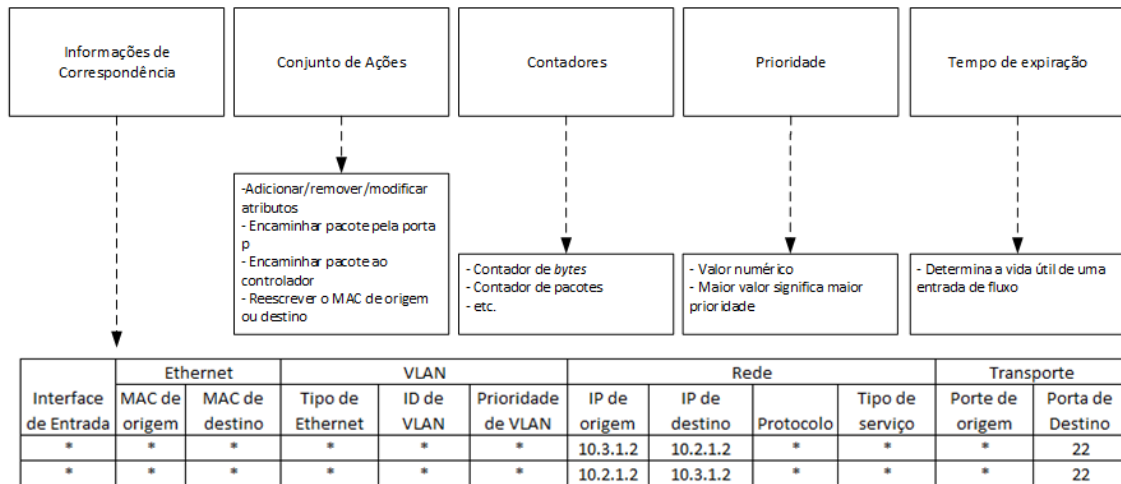 Informações de
Correspondência
Conjunto de Ações
Contadores
Prioridade
Tempo de expiração
-Adicionar/remover/modificar
atributos
- Encaminhar pacote pela porta
p
- Encaminhar pacote ao
controlador
- Reescrever o MAC de origem
ou destino
- Contador de bytes
- Contador de pacotes
- etc.
- Valor numérico
- Maior valor significa maior
prioridade
- Determina a vida útil de uma
entrada de fluxo
Ethernet VLAN Rede Transporte
Interface MAC de MAC de Tipo de ID de Prioridade IP de IP de Tipo de Porte de Porta de
de Entrada origem destino Ethernet VLAN de VLAN origem destino Protocolo serviço origem Destino
* * * * * * 10.3.1.2 10.2.1.2 * * * 22
* * * * * * 10.2.1.2 10.3.1.2 * * * 22